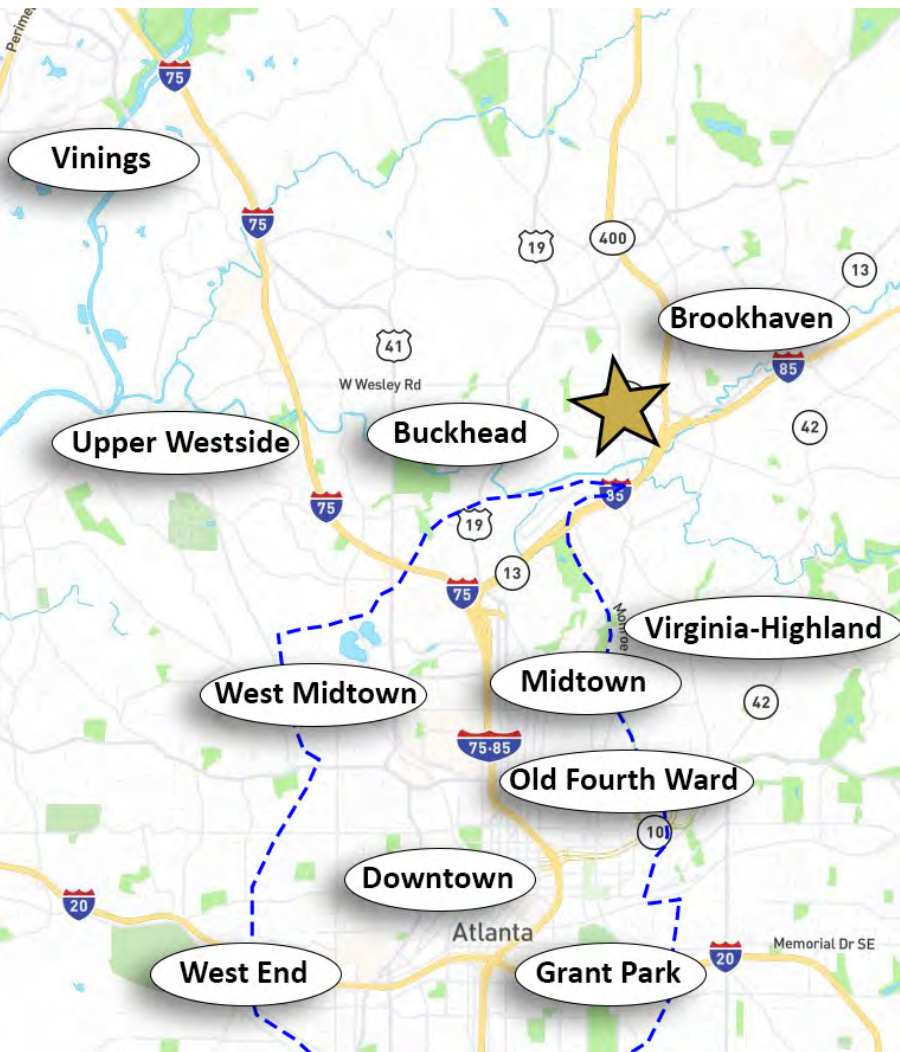 Perime
75
Vinings
75
19
400
13
Brookhaven
41
85
W Wesley Rd
42
Buckhead
Upper Westside
85
75
19
13
75
Monroe
Virginia-Highland
Midtown
West Midtown
42
75-85
Old Fourth Ward
10
Downtown
20
Atlanta
Memorial Dr SE
20
West End
Grant Park